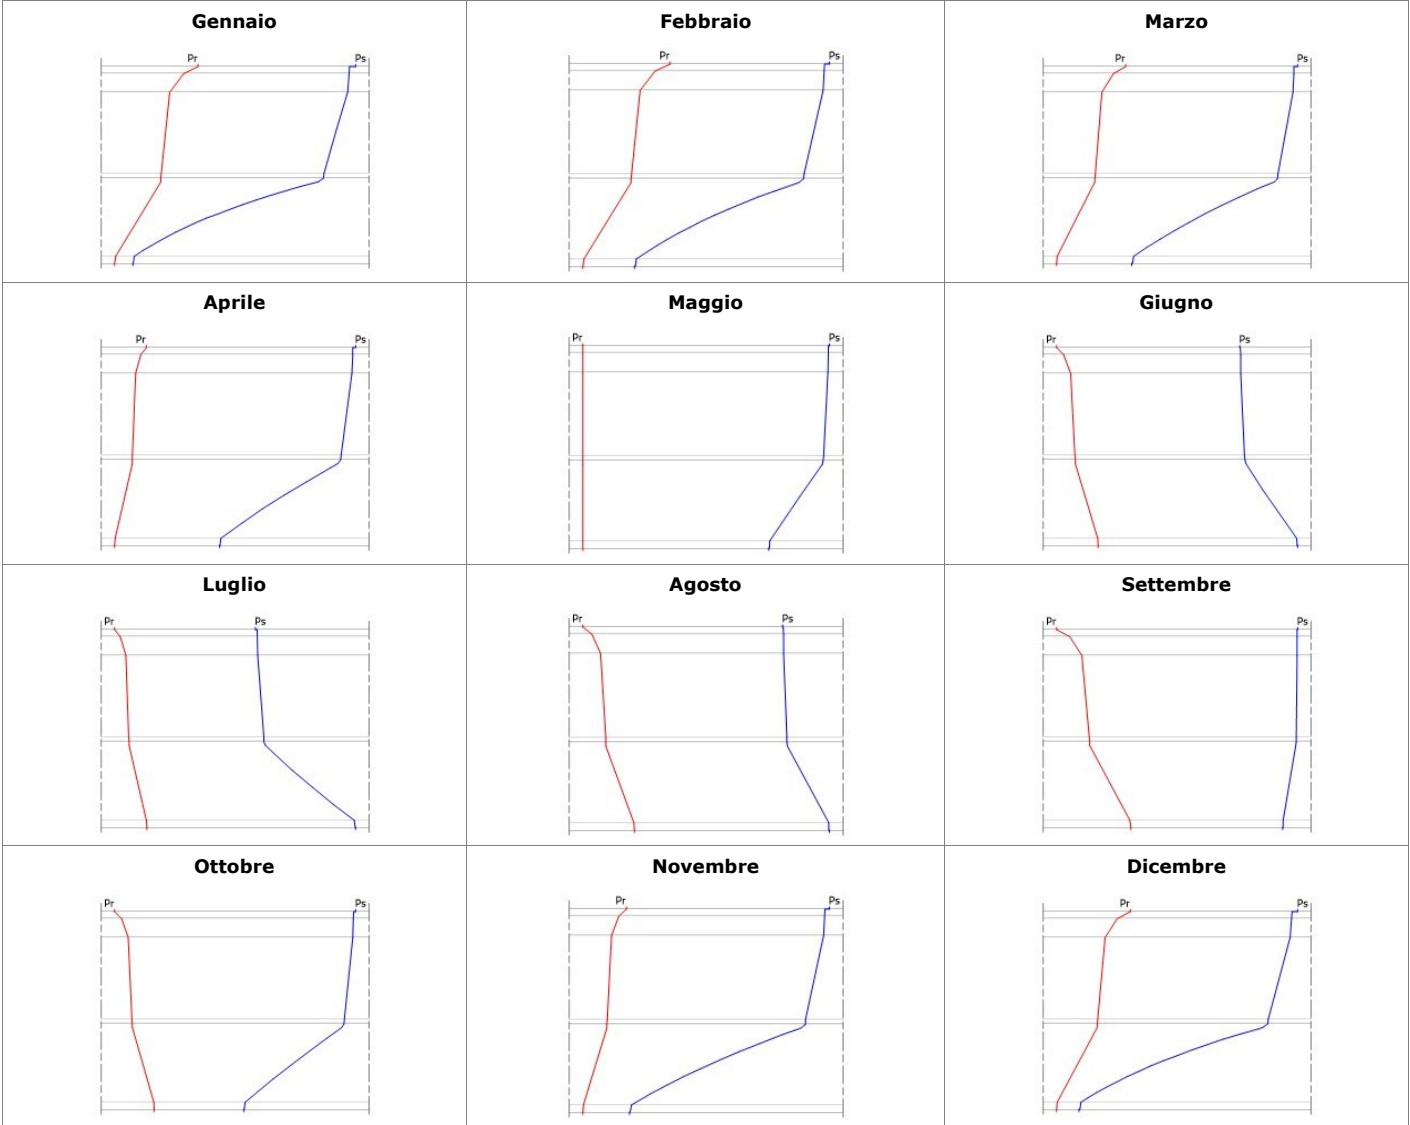 Gennaio
Febbraio
Marzo
Pr
Ps
Pr
Ps
Pr
Ps
Aprile
Maggio
Giugno
Pr
Ps
Pr
Ps
Pr
Ps
Luglio
Agosto
Settembre
Pr
Ps
Pr
Ps
Pr
Ps
Ottobre
Novembre
Dicembre
Pr
Ps
Pr
Ps
Pr
Ps